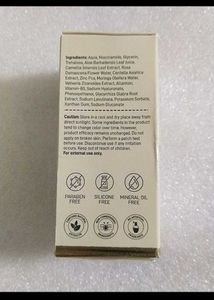 Ingredients: Aqua, Niacinamide, Glycerin,
Trehalose, Aloe Barbadensis Leaf Juice,
Camellia Sinensis Leaf Extract, Rosa
Damascena Flower Water, Centella Asiatica
Extract, Zinc Pca, Moringa Oleifera Extract,
Vetiveria Zizanoides, Allantoin,
Vitamin-B5, Sodium Hyaluronate,
Phenoxyethanol, Glycyrrhiza Glabra Root
Extract, Sodium Levulinate, Potassium Sorbate,
Xanthan Gum, Sodium Gluconate
Caution: Store in a cool and dry place away from
direct sunlight. Some ingredients in the product
tend to change color over time. However,
product efficacy remains unchanged. Do not
apply on broken skin. Perform a patch test
before use. Discontinue use if any irritation
occurs. Keep out of reach of children.
For external use only.
PARABEN
FREE
SILICONE
FREE
MINERAL OIL
FREE